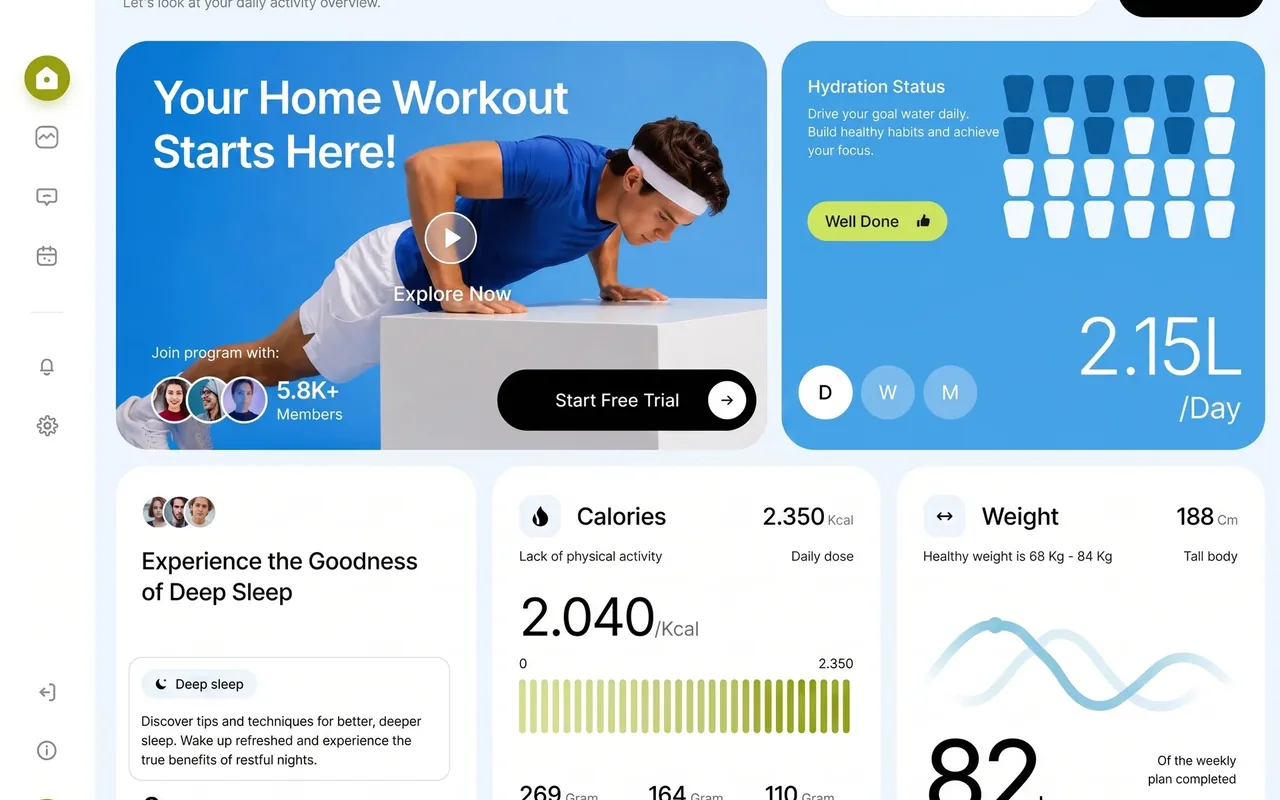 Let's look at your daily activity overview.
Your Home Workout
Starts Here!
Explore Now
Join program with:
5.8K+
Members
Start Free Trial
Hydration Status
Drive your goal water daily.
Build healthy habits and achieve
your focus.
Well Done
D
W
M
2.15L
/Day
Experience the Goodness
of Deep Sleep
Deep sleep
Discover tips and techniques for better, deeper
sleep. Wake up refreshed and experience the
true benefits of restful nights.
Calories
2.350 Kcal
Lack of physical activity
Daily dose
2.040/Kcal
0
2.350
269 Gram
164 Gram
110 Gram
Weight
188 Cm
Healthy weight is 68 Kg - 84 Kg
Tall body
82
Of the weekly
plan completed